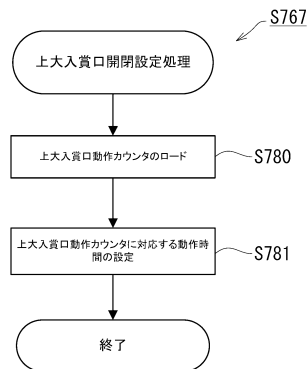 S767
上大入賞口開閉設定処理
上大入賞口動作カウンタのロード
S780
上大入賞口動作カウンタに対応する動作時
間の設定
S781
終了